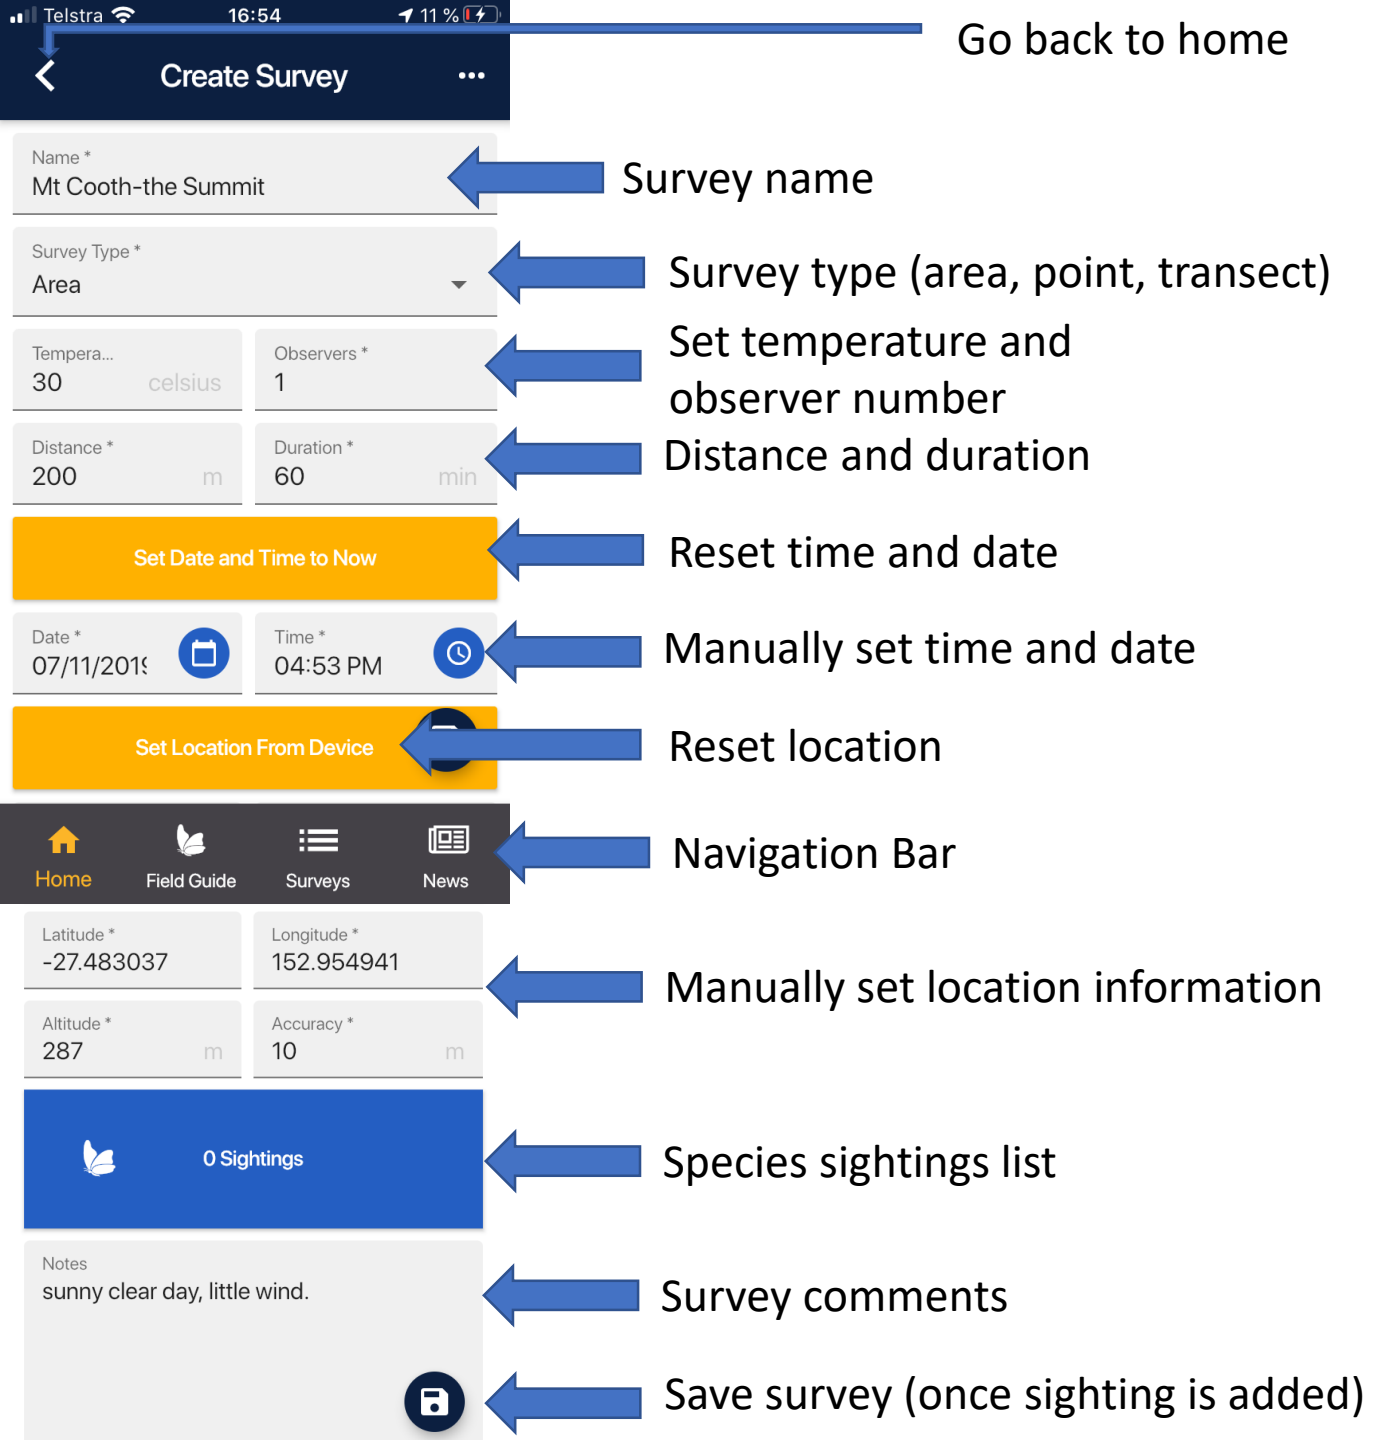 Telstra 16:54 11 %
Go back to home
Create Survey
Name *
Mt Cooth-the Summit
Survey name
Survey Type *
Area
Survey type (area, point, transect)
Tempera... Observers *
30 celsius 1
Set temperature and
observer number
Distance * Duration *
200 m 60 min
Distance and duration
Set Date and Time to Now
Reset time and date
Date * Time *
07/11/2019 04:53 PM
Manually set time and date
Set Location From Device
Reset location
Home Field Guide Surveys News
Navigation Bar
Latitude * Longitude *
-27.483037 152.954941
Manually set location information
Altitude * Accuracy *
287 m 10 m
0 Sightings
Species sightings list
Notes
sunny clear day, little wind.
Survey comments
Save survey (once sighting is added)